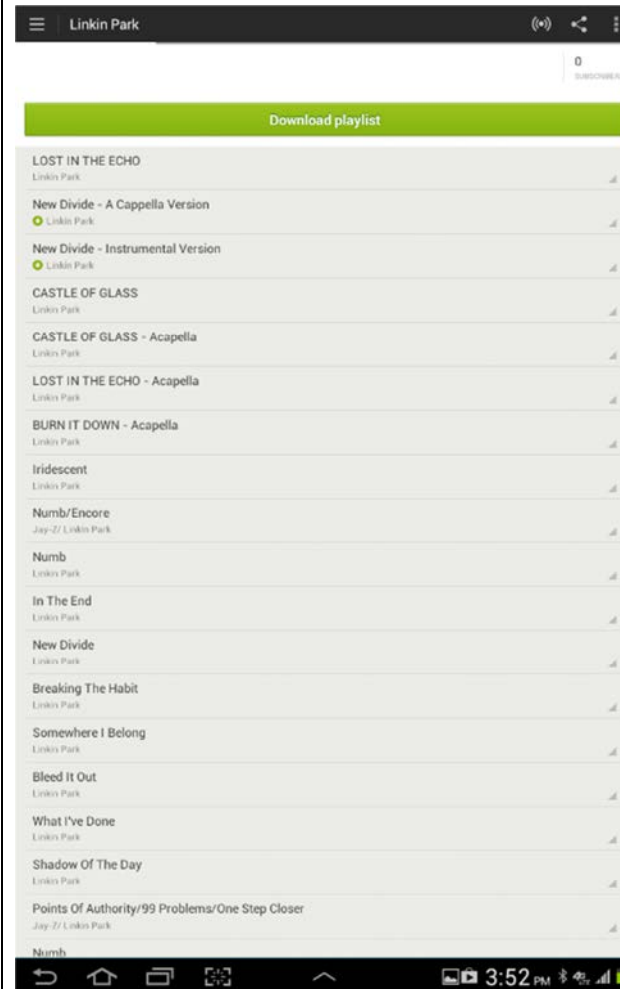 Linkin Park
0
SUBSCRIBERS
Download playlist
LOST IN THE ECHO
Linkin Park
New Divide - A Cappella Version
Linkin Park
New Divide - Instrumental Version
Linkin Park
CASTLE OF GLASS
Linkin Park
CASTLE OF GLASS - Acapella
Linkin Park
LOST IN THE ECHO - Acapella
Linkin Park
BURN IT DOWN - Acapella
Linkin Park
Iridescent
Linkin Park
Numb/Encore
Jay-Z/ Linkin Park
Numb
Linkin Park
In The End
Linkin Park
New Divide
Linkin Park
Breaking The Habit
Linkin Park
Somewhere I Belong
Linkin Park
Bleed It Out
Linkin Park
What I've Done
Linkin Park
Shadow Of The Day
Linkin Park
Points Of Authority/99 Problems/One Step Closer
Jay-Z/ Linkin Park
Numb
3:52 PM